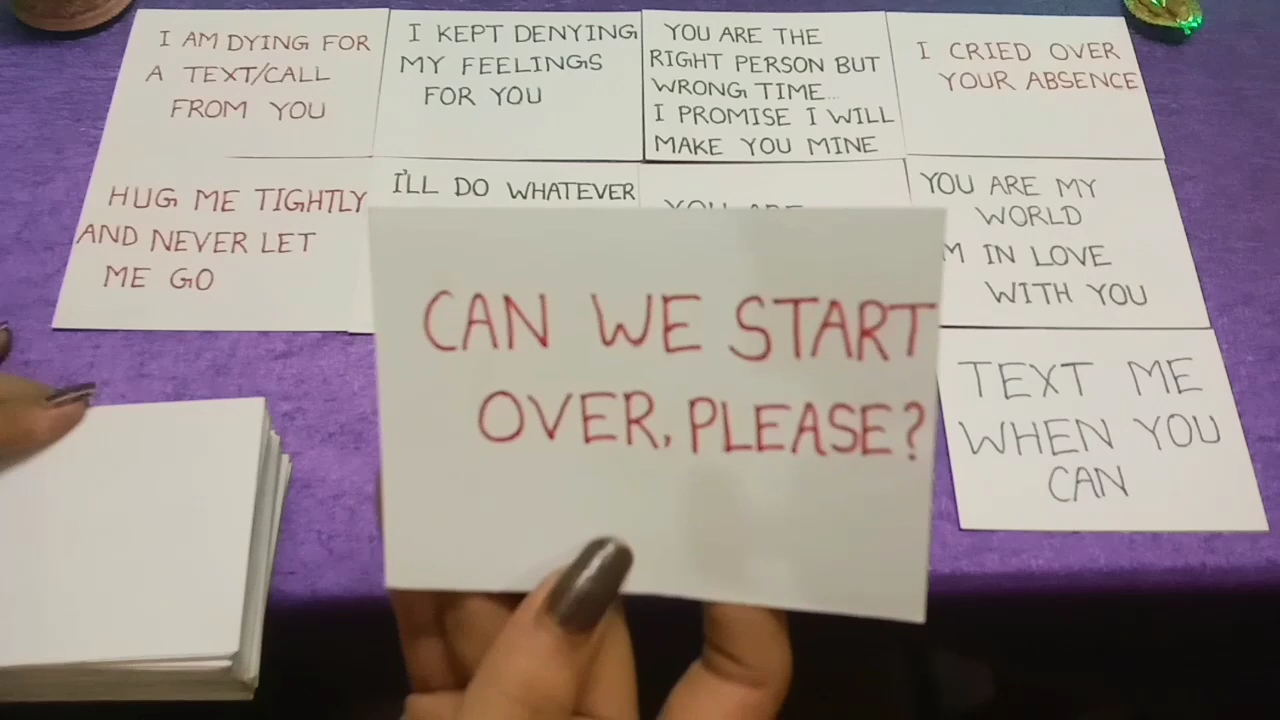 I AM DYING FOR
A TEXT/CALL
FROM YOU
I KEPT DENYING
MY FEELINGS
FOR YOU
YOU ARE THE
RIGHT PERSON BUT
WRONG TIME...
I PROMISE I WILL
MAKE YOU MINE
I CRIED OVER
YOUR ABSENCE
HUG ME TIGHTLY
AND NEVER LET
ME GO
I'LL DO WHATEVER
YOU ARE
YOU ARE MY
WORLD
M IN LOVE
WITH YOU
CAN WE START
OVER, PLEASE?
TEXT ME
WHEN YOU
CAN